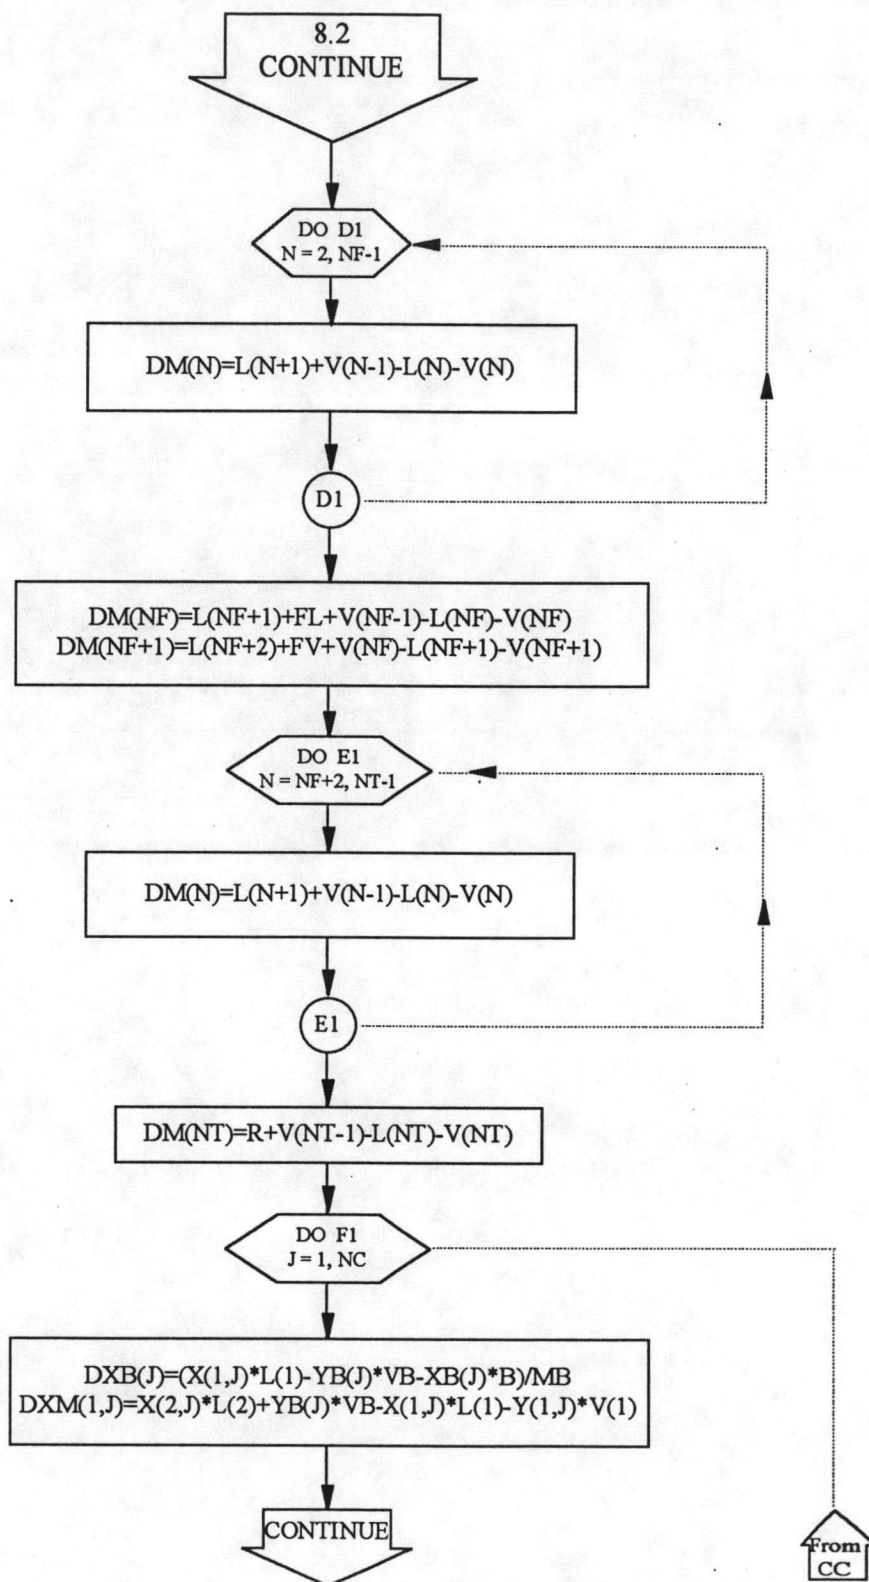 8.2
CONTINUE
DO D1
N = 2, NF-1
DM(N)=L(N+1)+V(N-1)-L(N)-V(N)
D1
DM(NF)=L(NF+1)+FL+V(NF-1)-L(NF)-V(NF)
DM(NF+1)=L(NF+2)+FV+V(NF)-L(NF+1)-V(NF+1)
DO E1
N = NF+2, NT-1
DM(N)=L(N+1)+V(N-1)-L(N)-V(N)
E1
DM(NT)=R+V(NT-1)-L(NT)-V(NT)
DO F1
J = 1, NC
DXB(J)=(X(1,J)*L(1)-YB(J)*VB-XB(J)*B)/MB
DXM(1,J)=X(2,J)*L(2)+YB(J)*VB-X(1,J)*L(1)-Y(1,J)*V(1)
CONTINUE
From
CC